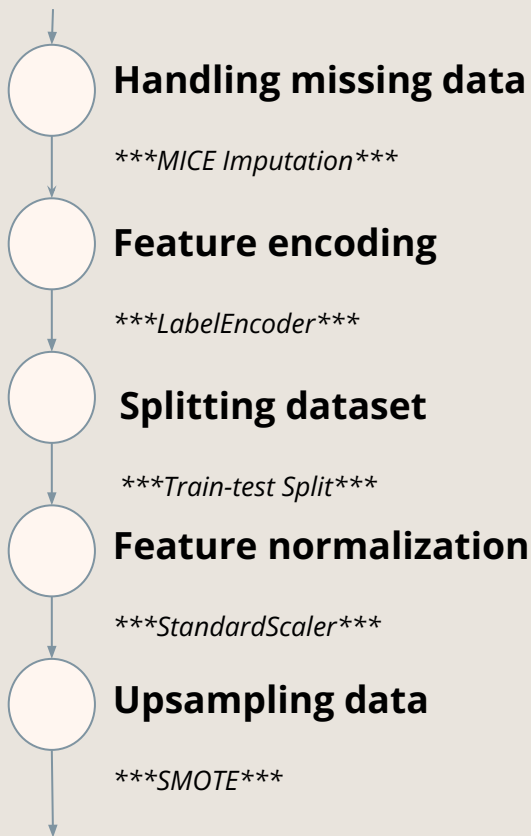 Handling missing data
***MICE Imputation***
Feature encoding
***LabelEncoder***
Splitting dataset
***Train-test Split***
Feature normalization
***StandardScaler***
Upsampling data
***SMOTE***